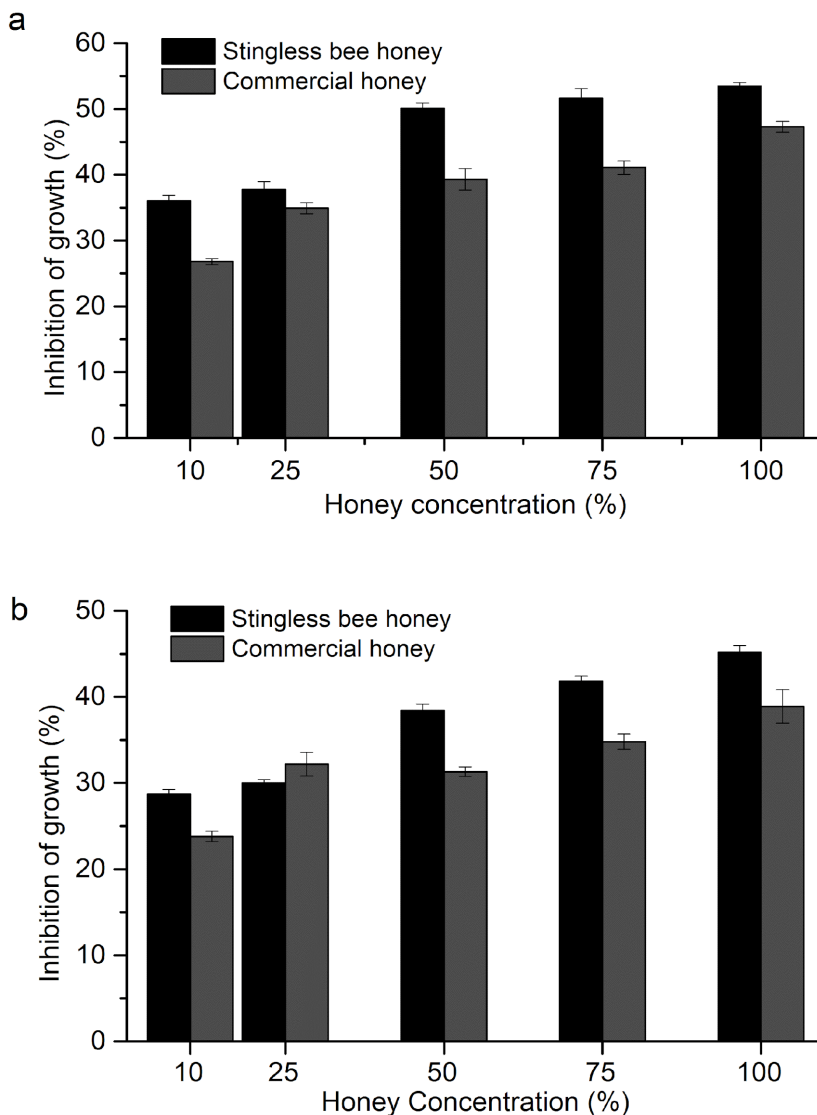 a
Stingless bee honey
Commercial honey
Inhibition of growth (%)
60
50
40
30
20
10
0
10 25 50 75 100
Honey concentration (%)
b
Stingless bee honey
Commercial honey
Inhibition of growth (%)
50
40
30
20
10
0
10 25 50 75 100
Honey Concentration (%)